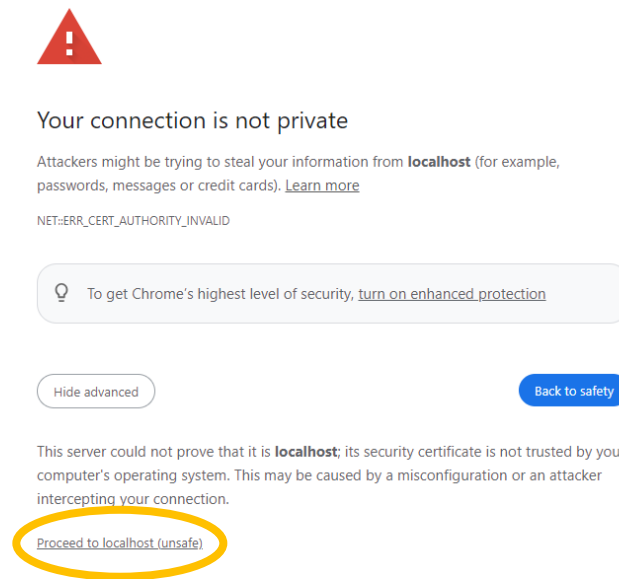 Your connection is not private
Attackers might be trying to steal your information from localhost (for example,
passwords, messages or credit cards). Learn more
NET::ERR_CERT_AUTHORITY_INVALID
To get Chrome's highest level of security, turn on enhanced protection
Hide advanced
Back to safety
This server could not prove that it is localhost; its security certificate is not trusted by you
computer's operating system. This may be caused by a misconfiguration or an attacker
intercepting your connection.
Proceed to localhost (unsafe)